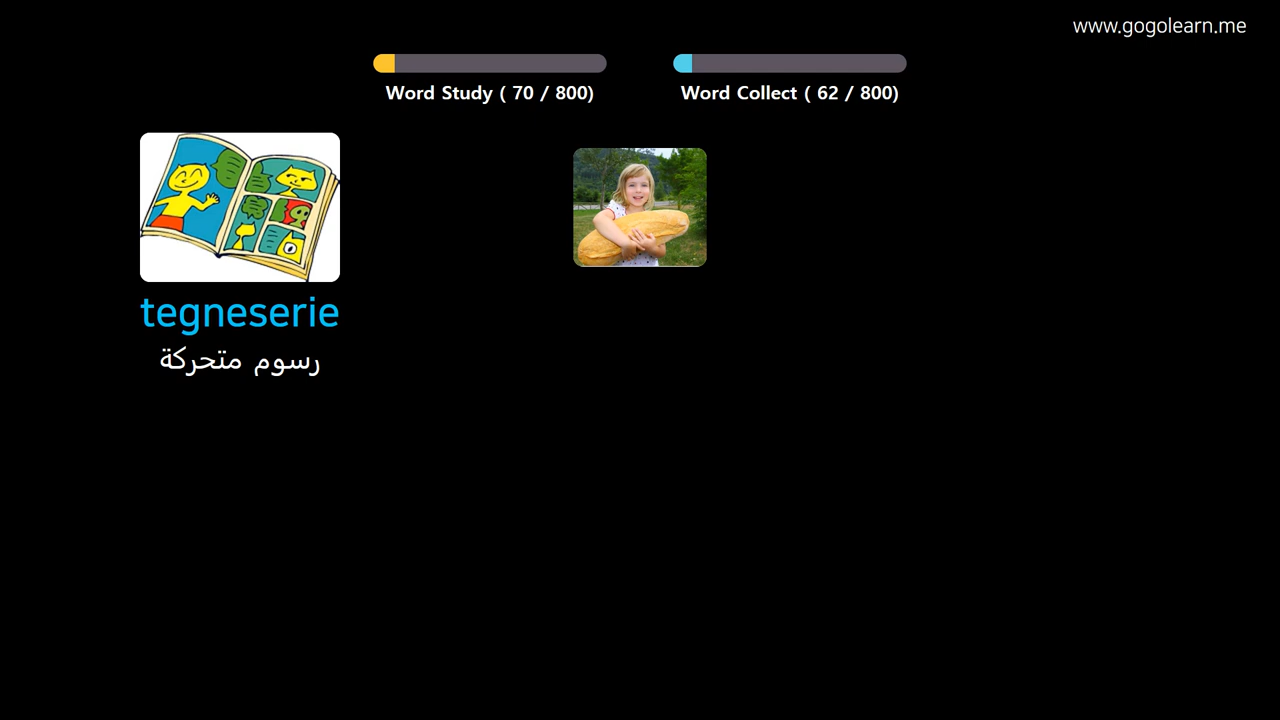 www.gogolearn.me
Word Study ( 70 / 800)
Word Collect ( 62 / 800)
tegneserie
رسوم متحركة